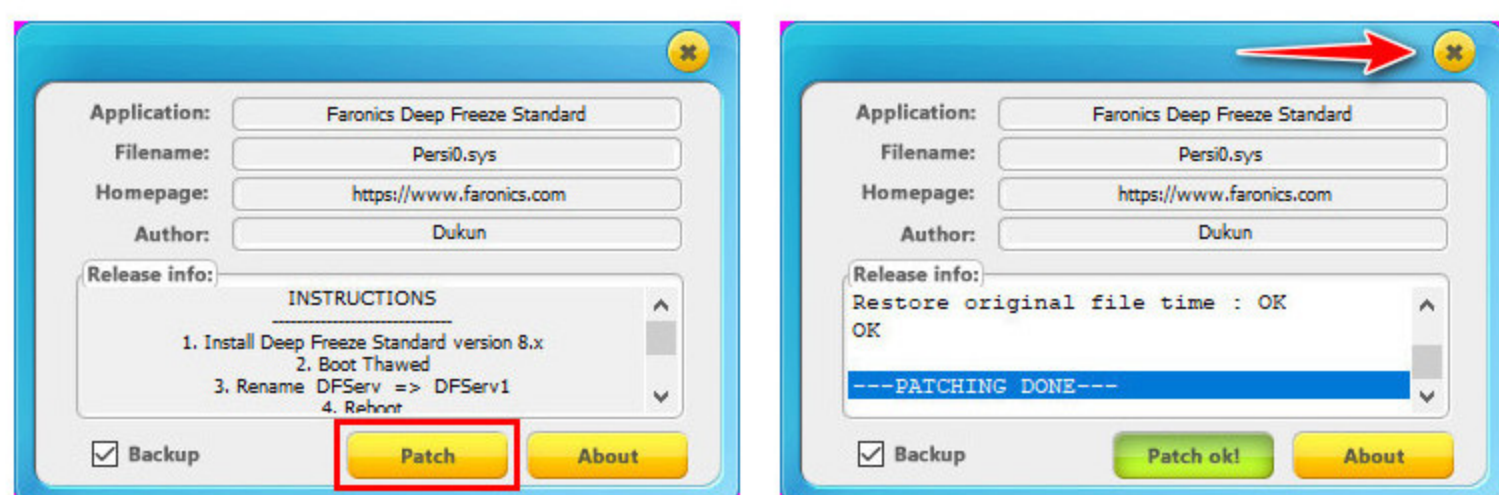 Application: Faronics Deep Freeze Standard
Filename: Persi0.sys
Homepage: https://www.faronics.com
Author: Dukun
Release info:
INSTRUCTIONS
------------------------------
1. Install Deep Freeze Standard version 8.x
2. Boot Thawed
3. Rename DFServ => DFServ1
4. Reboot
Backup Patch About
Application: Faronics Deep Freeze Standard
Filename: Persi0.sys
Homepage: https://www.faronics.com
Author: Dukun
Release info:
Restore original file time : OK
OK
---PATCHING DONE---
Backup Patch ok! About